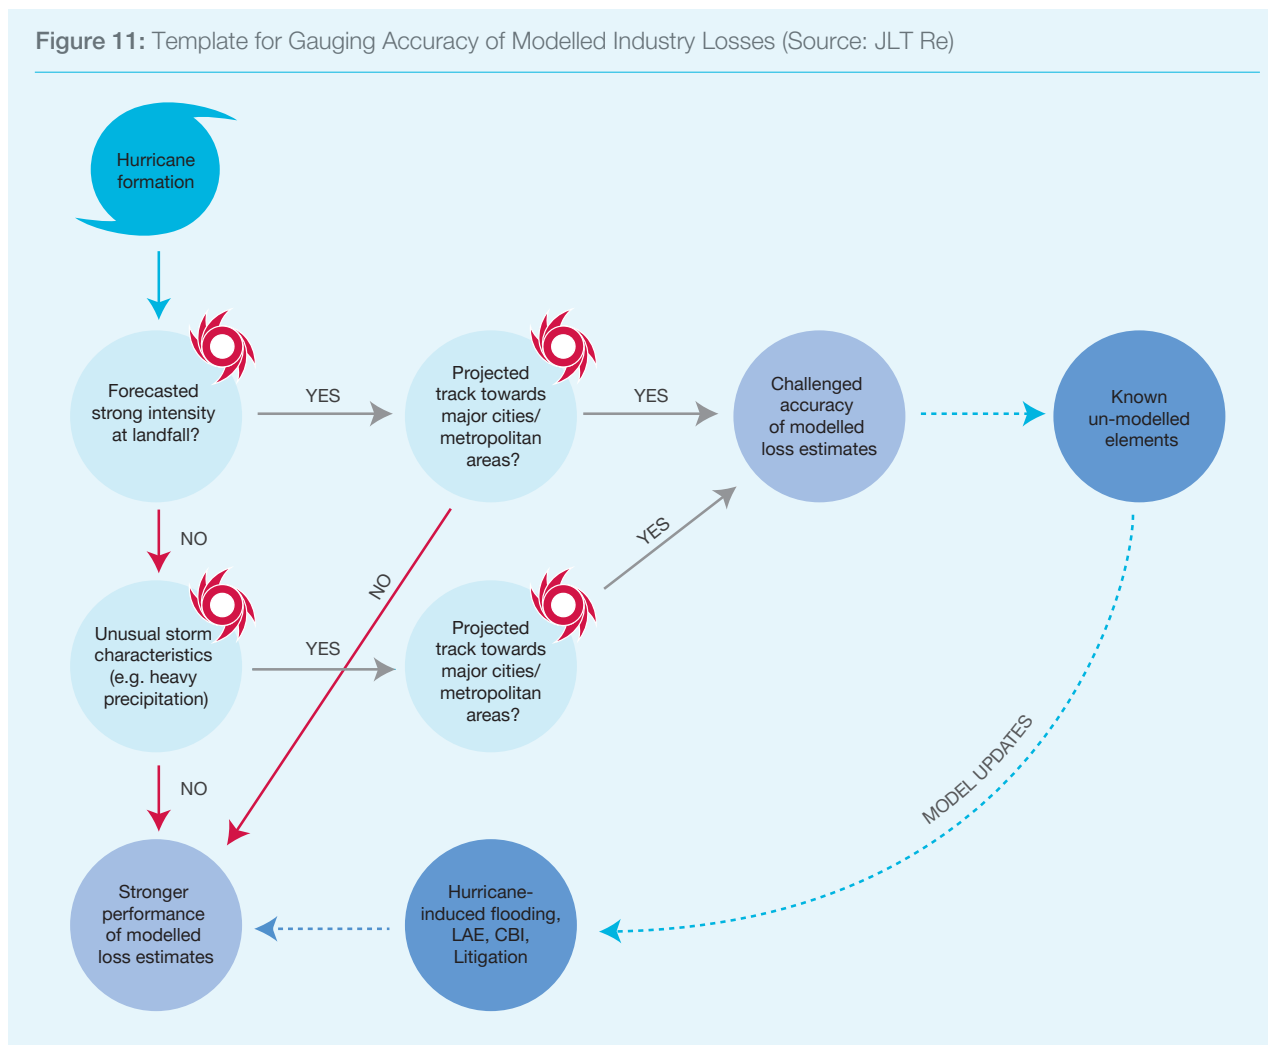 Figure 11: Template for Gauging Accuracy of Modelled Industry Losses (Source: JLT Re)
Hurricane
formation
Forecasted
strong intensity
at landfall?
YES
Projected
track towards
major cities/
metropolitan
areas?
YES
Challenged
accuracy
of modelled
loss estimates
Known
un-modelled
elements
NO
NO
YES
Unusual storm
characteristics
(e.g. heavy
precipitation)
YES
Projected
track towards
major cities/
metropolitan
areas?
MODEL UPDATES
NO
Stronger
performance
of modelled
loss estimates
Hurricane-
induced flooding,
LAE, CBI,
Litigation